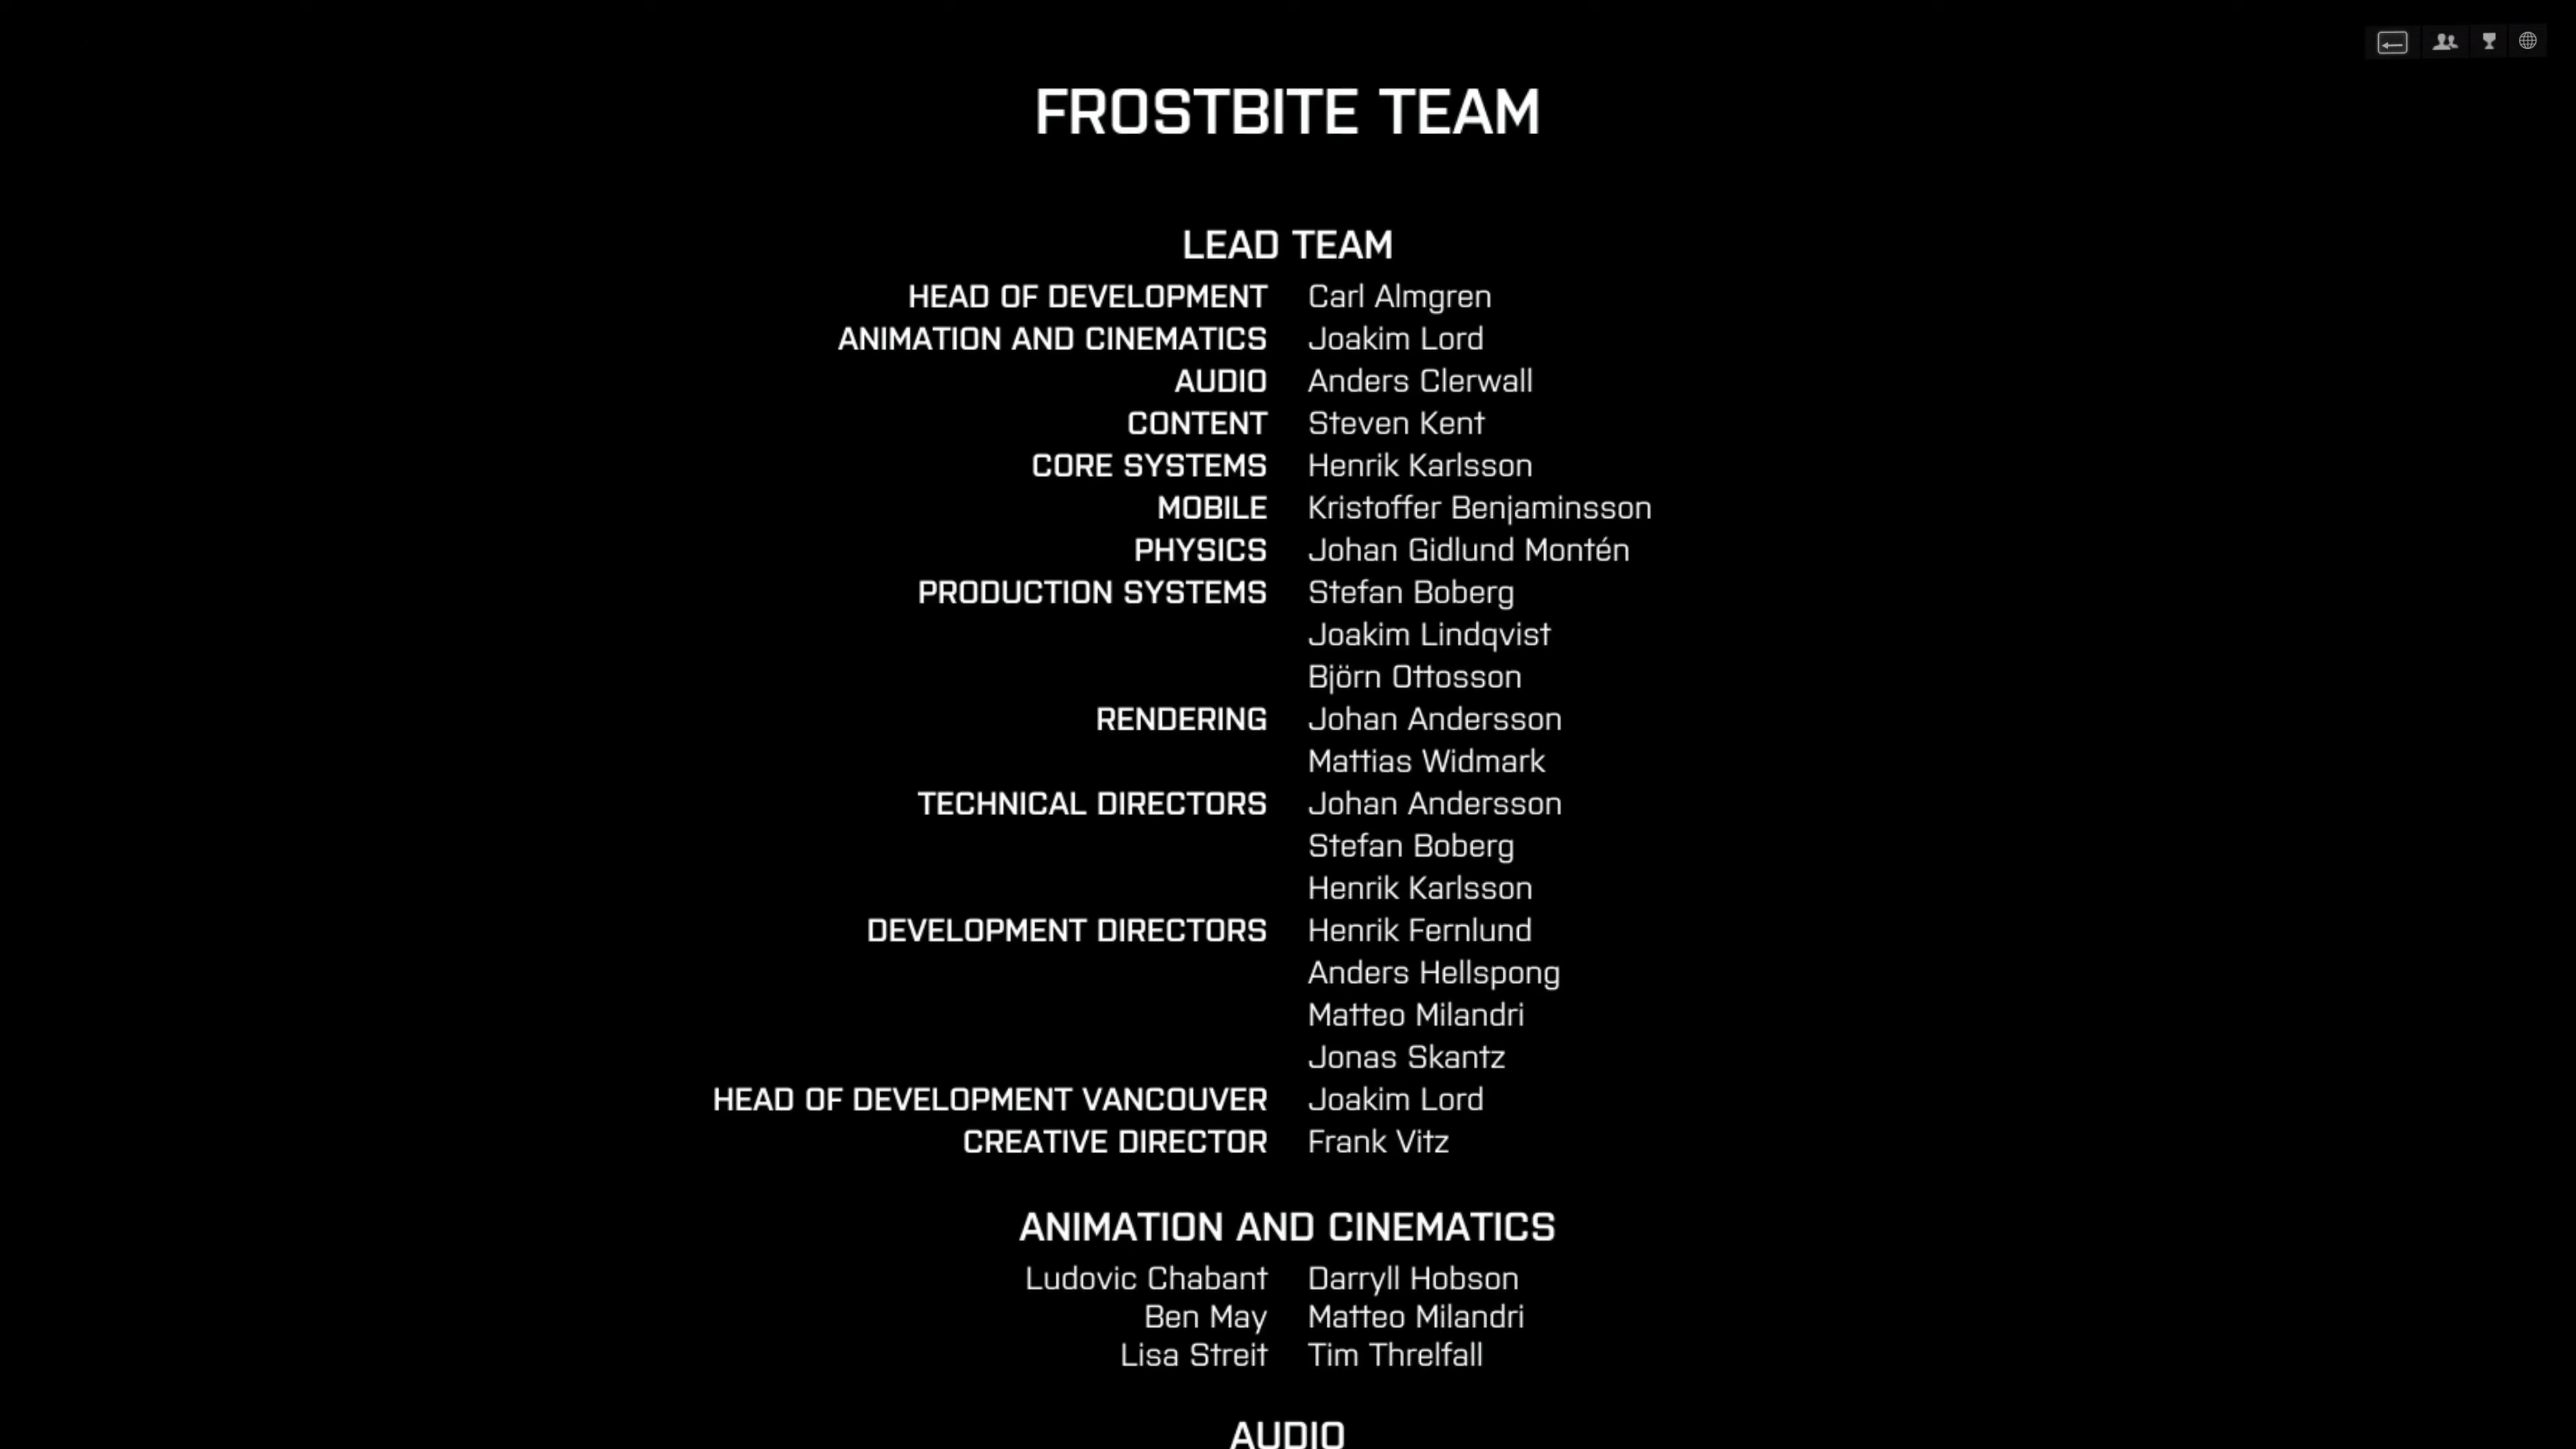 FROSTBITE TEAM
LEAD TEAM
HEAD OF DEVELOPMENT Carl Almgren
ANIMATION AND CINEMATICS Joakim Lord
AUDIO Anders Clerwall
CONTENT Steven Kent
CORE SYSTEMS Henrik Karlsson
MOBILE Kristoffer Benjaminsson
PHYSICS Johan Gidlund Montén
PRODUCTION SYSTEMS Stefan Boberg
Joakim Lindqvist
Björn Ottosson
RENDERING Johan Andersson
Mattias Widmark
TECHNICAL DIRECTORS Johan Andersson
Stefan Boberg
Henrik Karlsson
DEVELOPMENT DIRECTORS Henrik Fernlund
Anders Hellspong
Matteo Milandri
Jonas Skantz
HEAD OF DEVELOPMENT VANCOUVER Joakim Lord
CREATIVE DIRECTOR Frank Vitz
ANIMATION AND CINEMATICS
Ludovic Chabant Darryll Hobson
Ben May Matteo Milandri
Lisa Streit Tim Threlfall
AUDIO